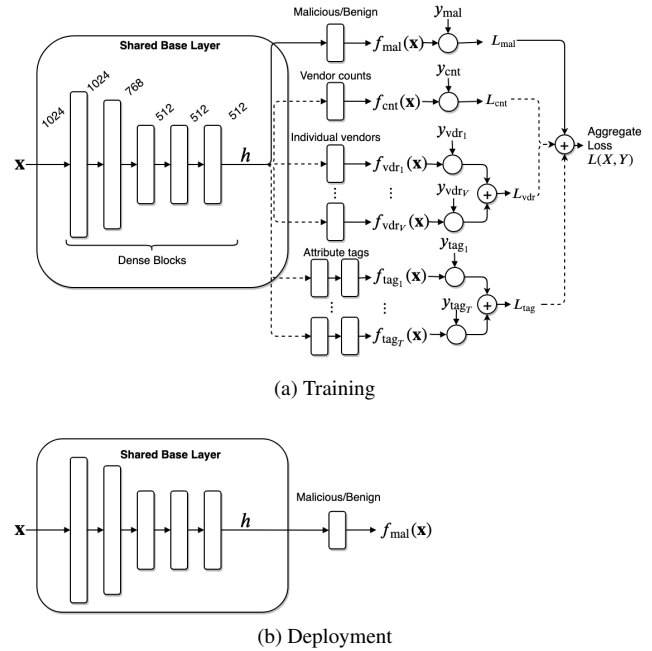 Shared Base Layer
1024
1024
768
512
512
512
x
h
Dense Blocks
Malicious/Benign
f_mal(x)
y_mal
L_mal
Vendor counts
f_cnt(x)
y_cnt
L_cnt
Individual vendors
f_vdr_1(x)
y_vdr_1
...
...
f_vdr_V(x)
y_vdr_V
+
L_vdr
Attribute tags
f_tag_1(x)
y_tag_1
...
...
f_tag_T(x)
y_tag_T
+
L_tag
+
Aggregate
Loss
L(X, Y)
(a) Training
Shared Base Layer
x
h
Malicious/Benign
f_mal(x)
(b) Deployment